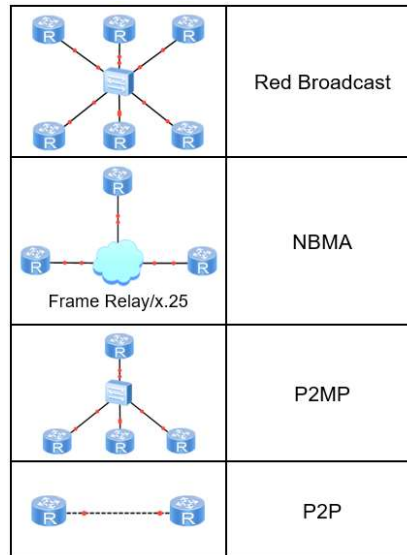 R R R
Red Broadcast
R R R
R
NBMA
R R
Frame Relay/x.25
R
P2MP
R R R
R R
P2P